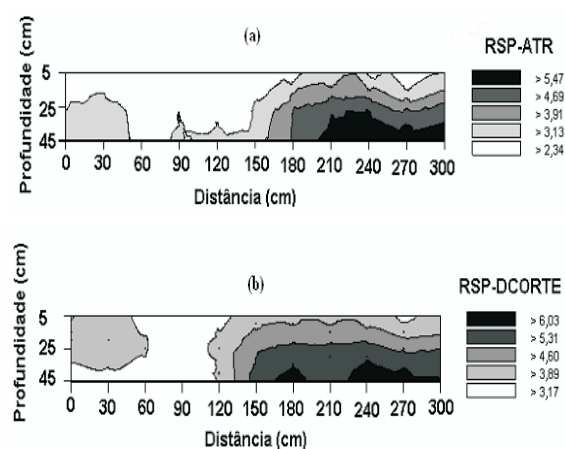 (a)
RSP-ATR
Profundidade (cm)
5
25
45
0 30 60 90 120 150 180 210 240 270 300
Distância (cm)
> 5,47
> 4,69
> 3,91
> 3,13
> 2,34
(b)
RSP-DCORTE
Profundidade (cm)
5
25
45
0 30 60 90 120 150 180 210 240 270 300
Distância (cm)
> 6,03
> 5,31
> 4,60
> 3,89
> 3,17